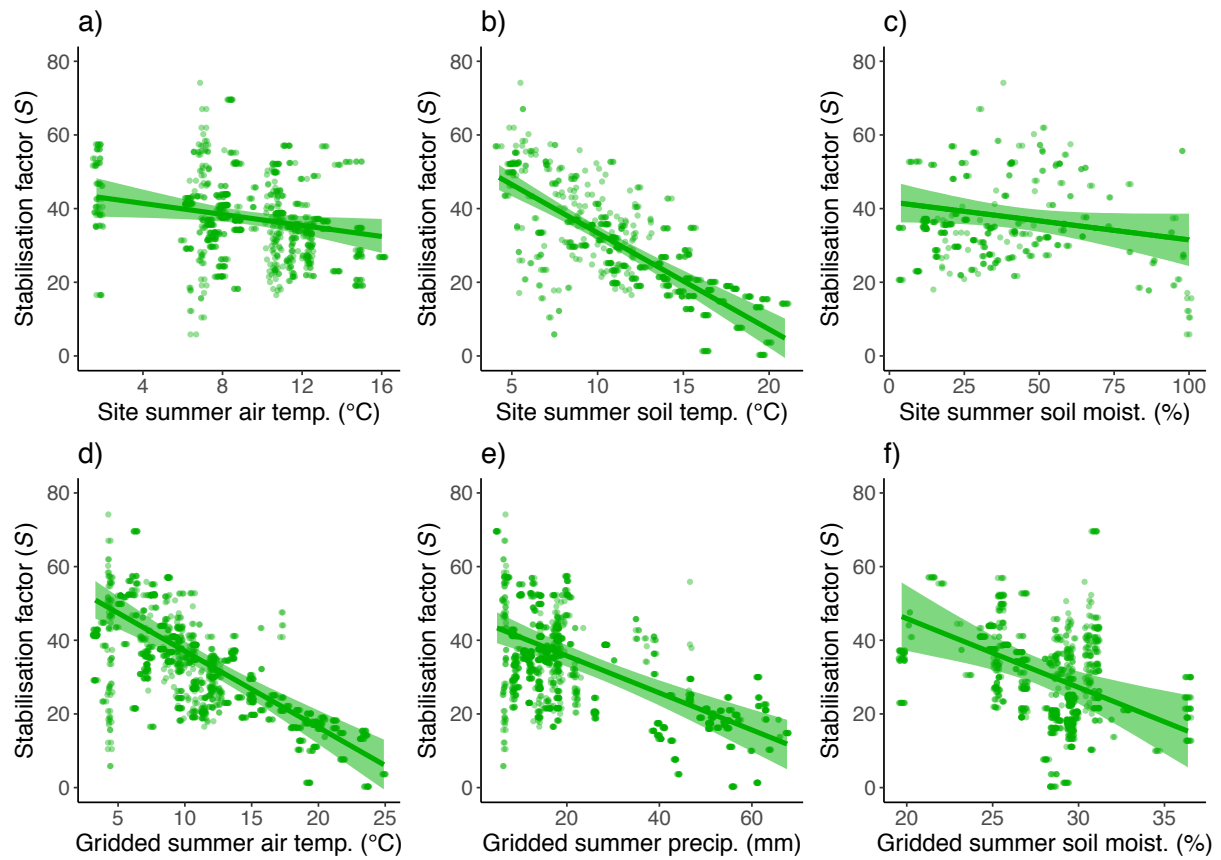 a)
80
60
40
20
0
Stabilisation factor (S)
4 8 12 16
Site summer air temp. (°C)
b)
80
60
40
20
0
Stabilisation factor (S)
5 10 15 20
Site summer soil temp. (°C)
c)
80
60
40
20
0
Stabilisation factor (S)
0 25 50 75 100
Site summer soil moist. (%)
d)
80
60
40
20
0
Stabilisation factor (S)
5 10 15 20 25
Gridded summer air temp. (°C)
e)
80
60
40
20
0
Stabilisation factor (S)
20 40 60
Gridded summer precip. (mm)
f)
80
60
40
20
0
Stabilisation factor (S)
20 25 30 35
Gridded summer soil moist. (%)